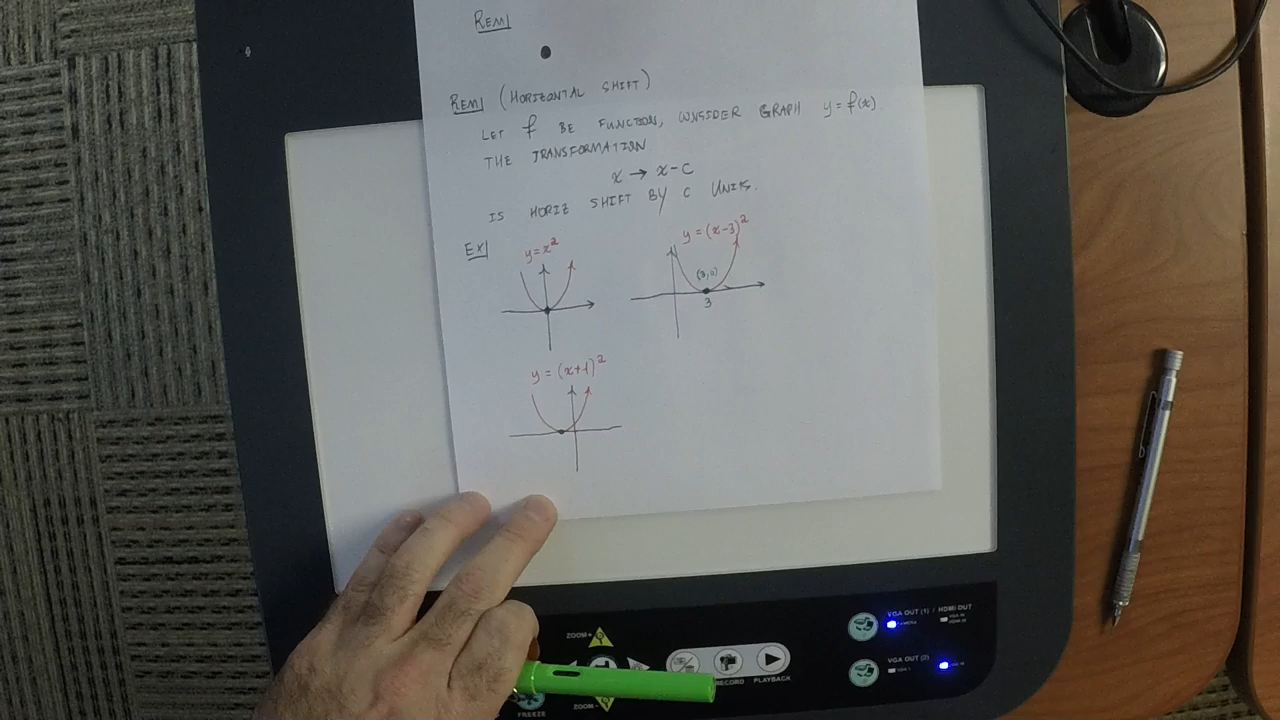 REM
REM (HORIZONTAL SHIFT)
LET f BE FUNCTION, CONSIDER GRAPH y = f(x).
THE TRANSFORMATION
x → x-c
IS HORIZ SHIFT BY C UNITS.
EX
y=x²
y = (x-3)²
(3,0)
3
y = (x+1)²
VGA OUT (1) / HDMI OUT
ZOOM+
VGA OUT (2)
RECORD
PLAYBACK
FREEZE
ZOOM-